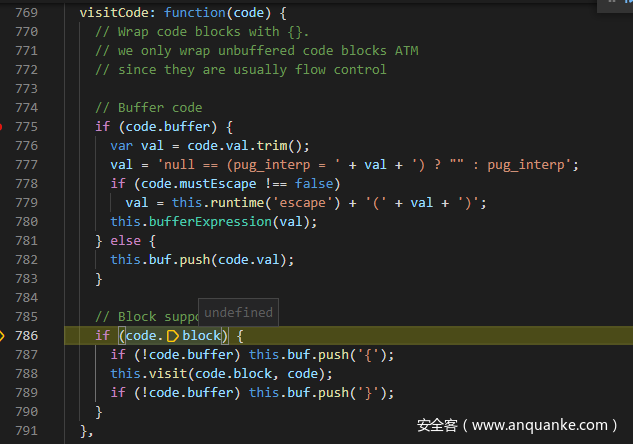 769 visitCode: function(code) {
770 // Wrap code blocks with {}.
771 // we only wrap unbuffered code blocks ATM
772 // since they are usually flow control
773
774 // Buffer code
775 if (code.buffer) {
776 var val = code.val.trim();
777 val = 'null == (pug_interp = ' + val + ') ? "" : pug_interp';
778 if (code.mustEscape !== false)
779 val = this.runtime('escape') + '(' + val + ')';
780 this.bufferExpression(val);
781 } else {
782 this.buf.push(code.val);
783 }
784
785 // Block supp
undefined
786 if (code.block) {
787 if (!code.buffer) this.buf.push('{');
788 this.visit(code.block, code);
789 if (!code.buffer) this.buf.push('}');
790 }
791 },
安全客(www.anquanke.com)